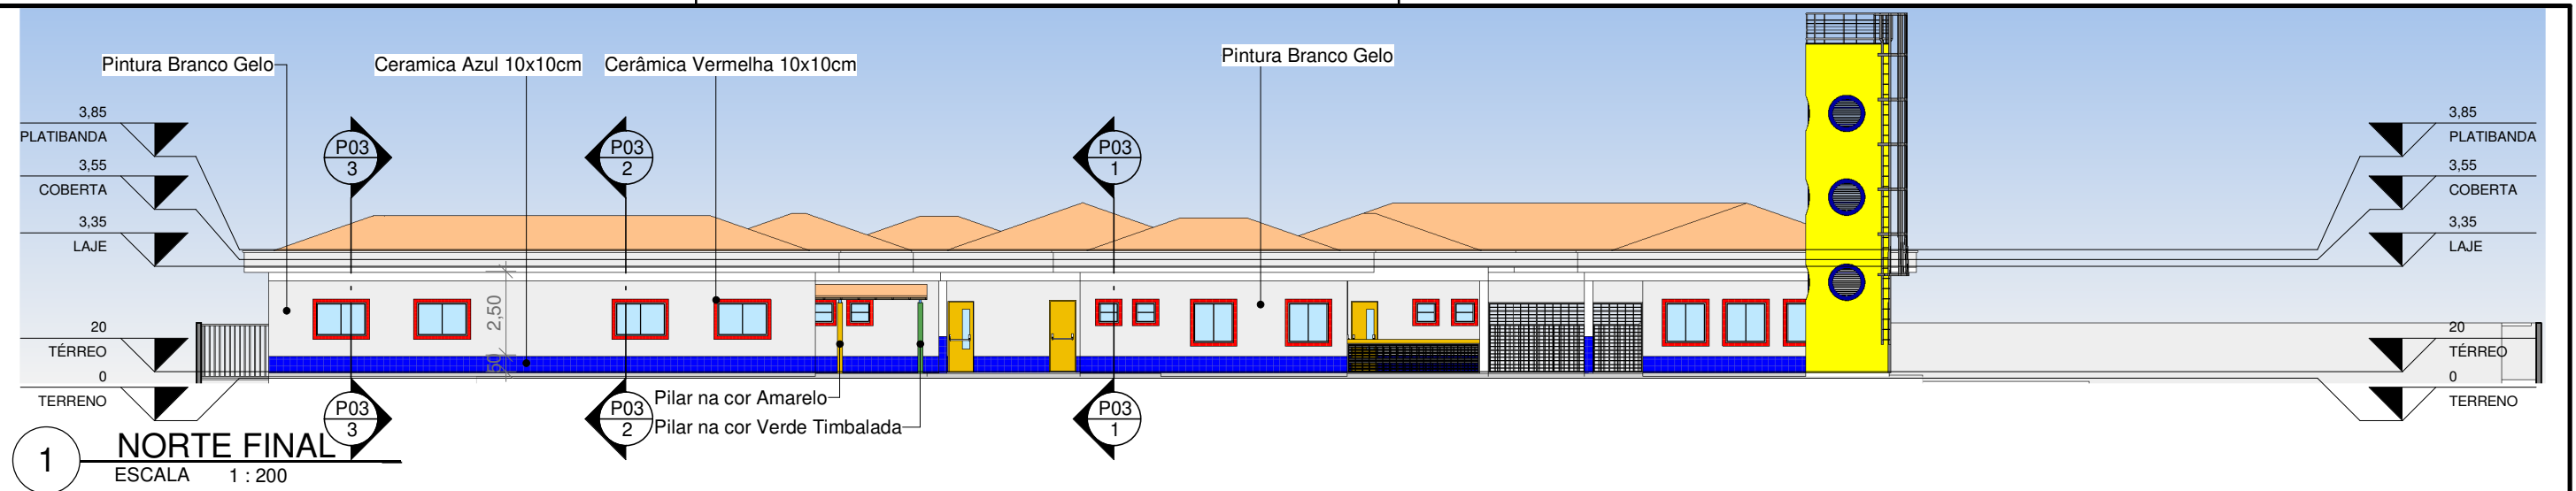 Pintura Branco Gelo
Ceramica Azul 10x10cm
Cerâmica Vermelha 10x10cm
Pintura Branco Gelo
3,85
PLATIBANDA
3,55
COBERTA
3,35
LAJE
20
TÉRREO
0
TERRENO
P03
3
P03
2
P03
1
3,85
PLATIBANDA
3,55
COBERTA
3,35
LAJE
20
TÉRREO
0
TERRENO
2,50
50
Pilar na cor Amarelo
Pilar na cor Verde Timbalada
P03
3
P03
2
P03
1
1
NORTE FINAL
ESCALA 1 : 200